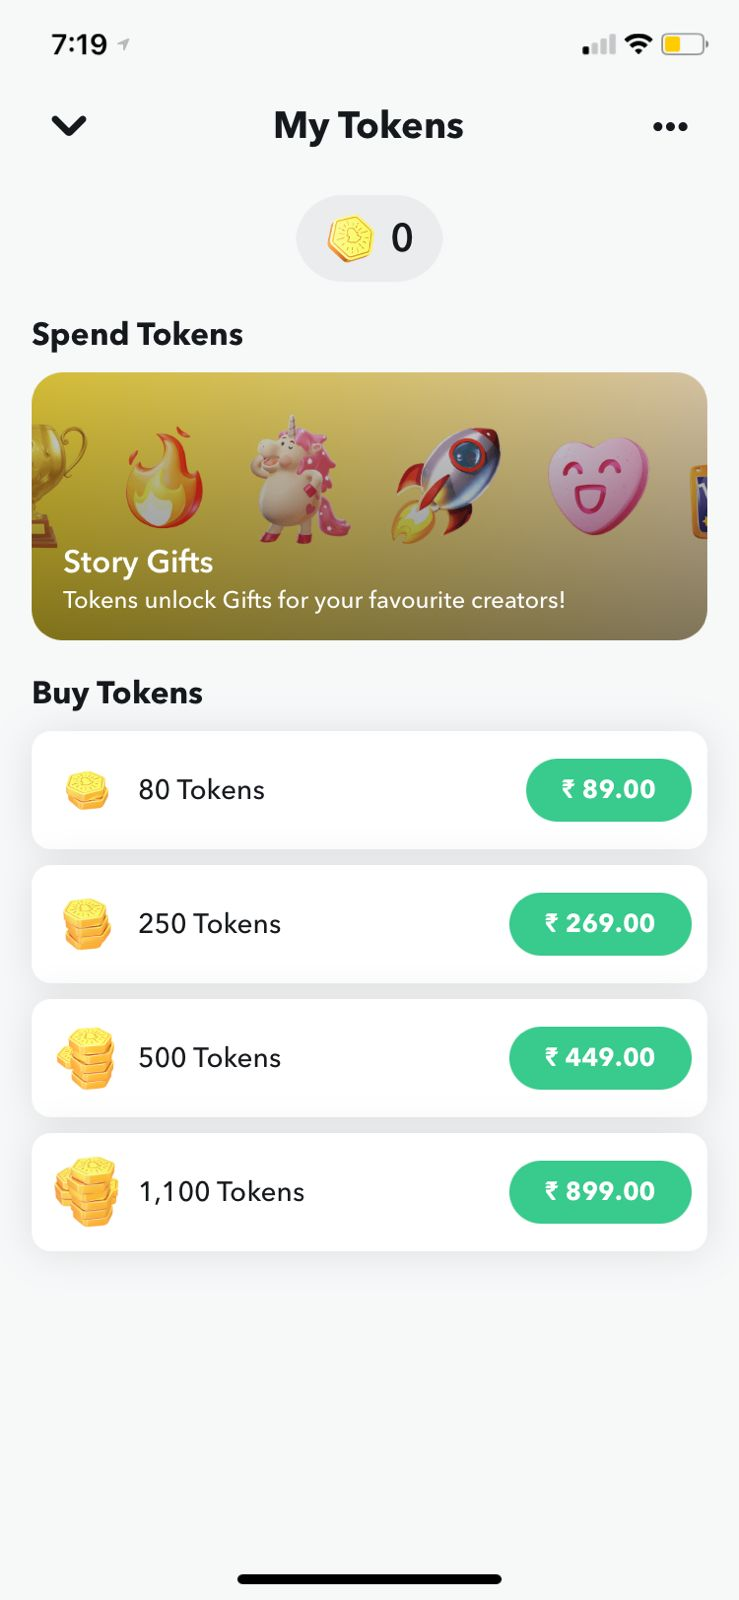 7:19
My Tokens
0
Spend Tokens
Story Gifts
Tokens unlock Gifts for your favourite creators!
Buy Tokens
80 Tokens
₹ 89.00
250 Tokens
₹ 269.00
500 Tokens
₹ 449.00
1,100 Tokens
₹ 899.00